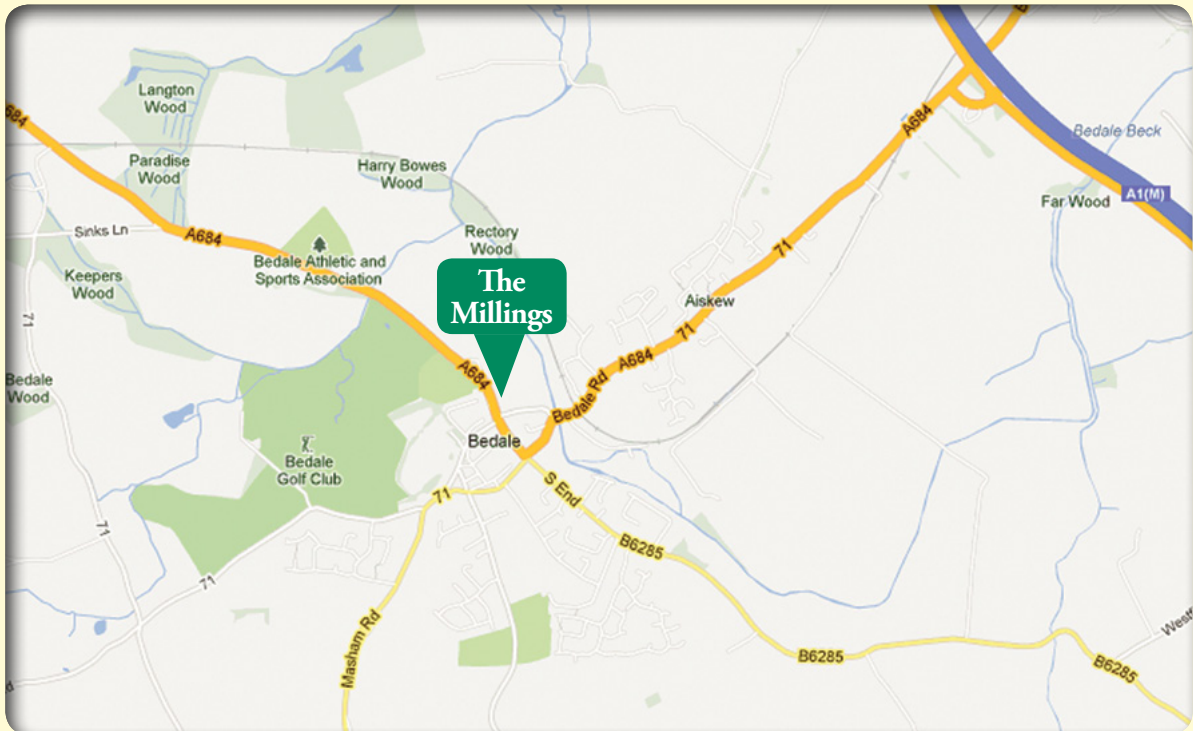 Langton
Wood
684
A684
Bedale Beck
Paradise
Wood
Harry Bowes
Wood
A1(M)
Far Wood
Sinks Ln
A684
Rectory
Wood
71
Bedale Athletic and
Sports Association
Keepers
Wood
The
Millings
Aiskew
71
71
A684
A684
Bedale Rd
Bedale
Wood
Bedale
Bedale
Golf Club
71
S End
71
B6285
71
Masham Rd
B6285
B6285